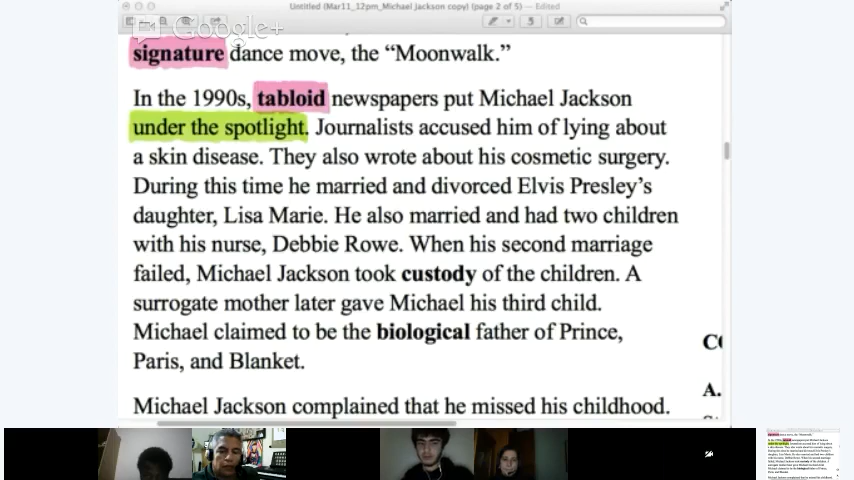 Untitled (Mar11_12pm_Michael Jackson copy) (page 2 of 5) — Edited
Google+
signature dance move, the “Moonwalk.”
In the 1990s, tabloid newspapers put Michael Jackson
under the spotlight. Journalists accused him of lying about
a skin disease. They also wrote about his cosmetic surgery.
During this time he married and divorced Elvis Presley’s
daughter, Lisa Marie. He also married and had two children
with his nurse, Debbie Rowe. When his second marriage
failed, Michael Jackson took custody of the children. A
surrogate mother later gave Michael his third child.
Michael claimed to be the biological father of Prince,
Paris, and Blanket.
Michael Jackson complained that he missed his childhood.
A.